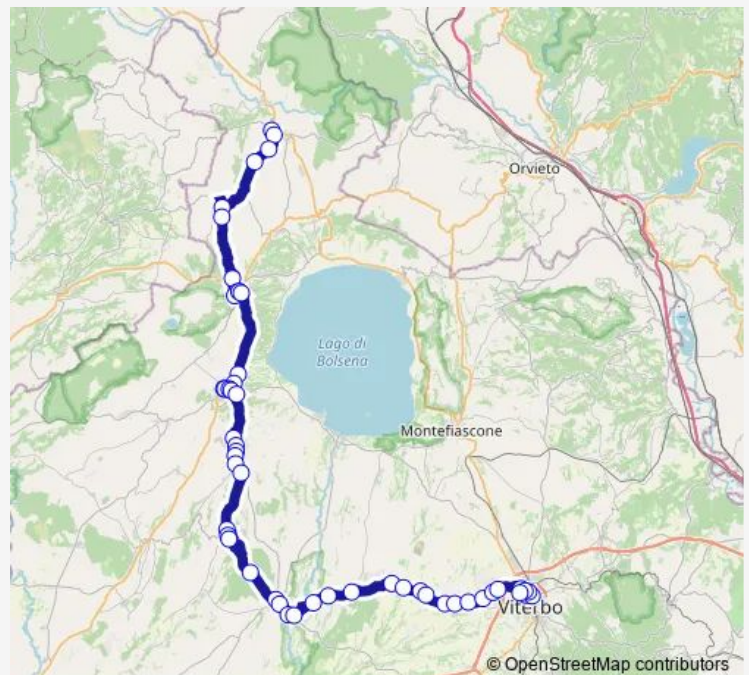 Orvieto
Lago di
Bolsena
Montefiascone
Viterbo
© OpenStreetMap contributors